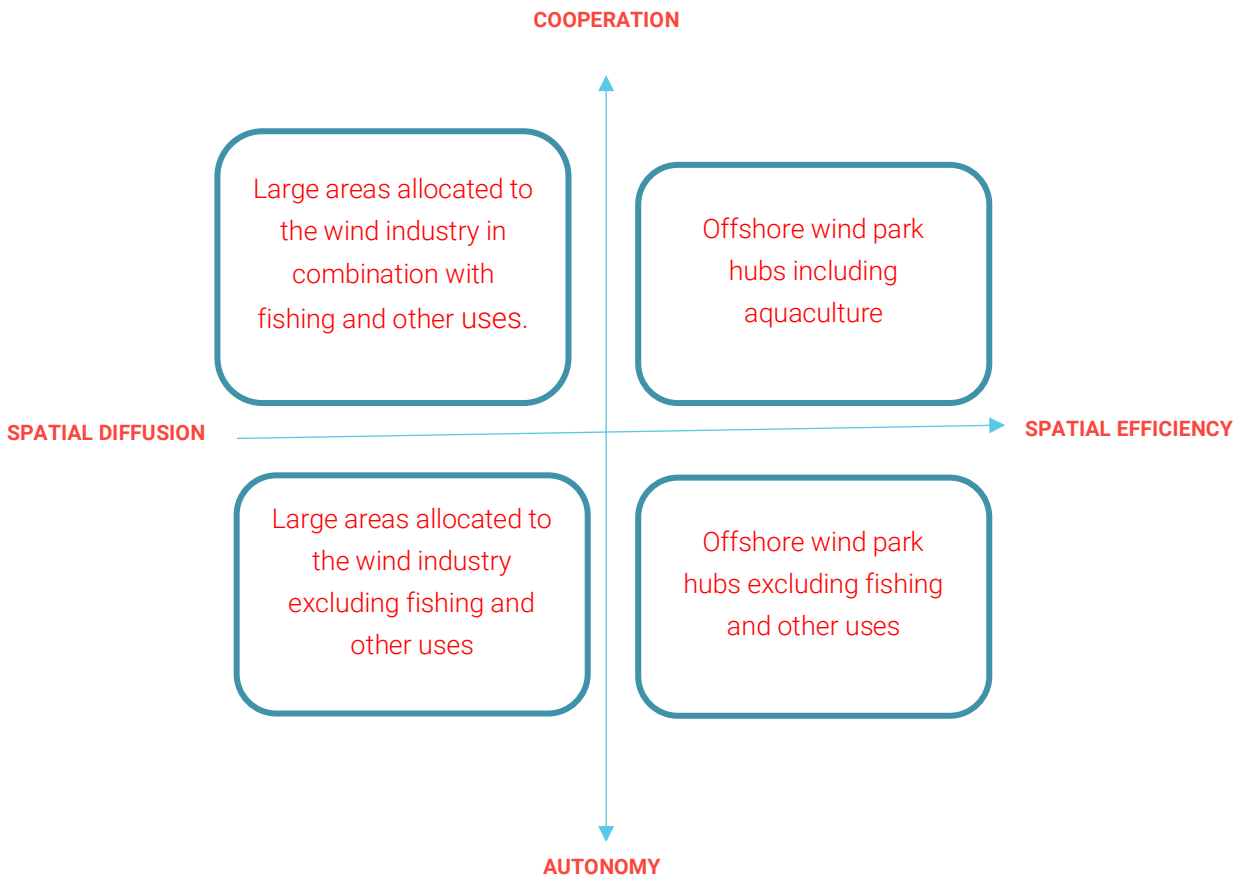 COOPERATION
Large areas allocated to
the wind industry in
combination with
fishing and other uses.
Offshore wind park
hubs including
aquaculture
SPATIAL DIFFUSION
SPATIAL EFFICIENCY
Large areas allocated to
the wind industry
excluding fishing and
other uses
Offshore wind park
hubs excluding fishing
and other uses
AUTONOMY